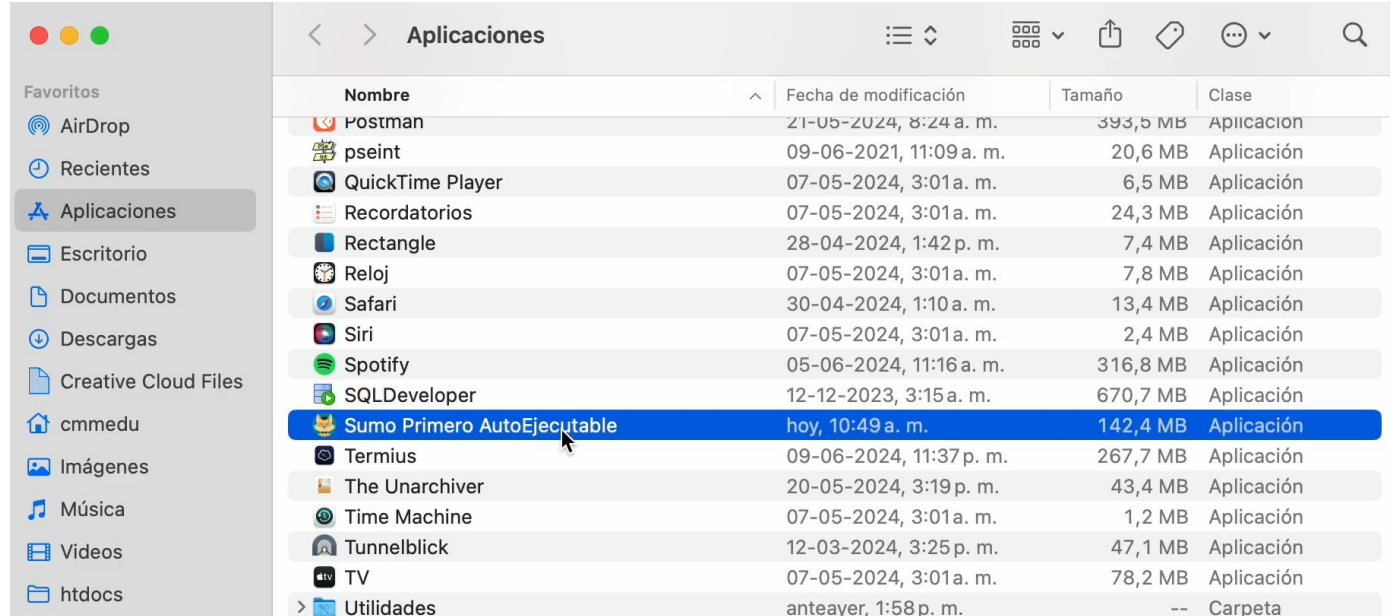 Aplicaciones
Favoritos
AirDrop
Recientes
Aplicaciones
Escritorio
Documentos
Descargas
Creative Cloud Files
cmmedu
Imágenes
Música
Videos
htdocs
Nombre Fecha de modificación Tamaño Clase
Postman 21-05-2024, 8:24 a. m. 393,5 MB Aplicación
pseint 09-06-2021, 11:09 a. m. 20,6 MB Aplicación
QuickTime Player 07-05-2024, 3:01 a. m. 6,5 MB Aplicación
Recordatorios 07-05-2024, 3:01 a. m. 24,3 MB Aplicación
Rectangle 28-04-2024, 1:42 p. m. 7,4 MB Aplicación
Reloj 07-05-2024, 3:01 a. m. 7,8 MB Aplicación
Safari 30-04-2024, 1:10 a. m. 13,4 MB Aplicación
Siri 07-05-2024, 3:01 a. m. 2,4 MB Aplicación
Spotify 05-06-2024, 11:16 a. m. 316,8 MB Aplicación
SQLDeveloper 12-12-2023, 3:15 a. m. 670,7 MB Aplicación
Sumo Primero AutoEjecutable hoy, 10:49 a. m. 142,4 MB Aplicación
Termius 09-06-2024, 11:37 p. m. 267,7 MB Aplicación
The Unarchiver 20-05-2024, 3:19 p. m. 43,4 MB Aplicación
Time Machine 07-05-2024, 3:01 a. m. 1,2 MB Aplicación
Tunnelblick 12-03-2024, 3:25 p. m. 47,1 MB Aplicación
TV 07-05-2024, 3:01 a. m. 78,2 MB Aplicación
Utilidades anteayer, 1:58 p. m. -- Carpeta